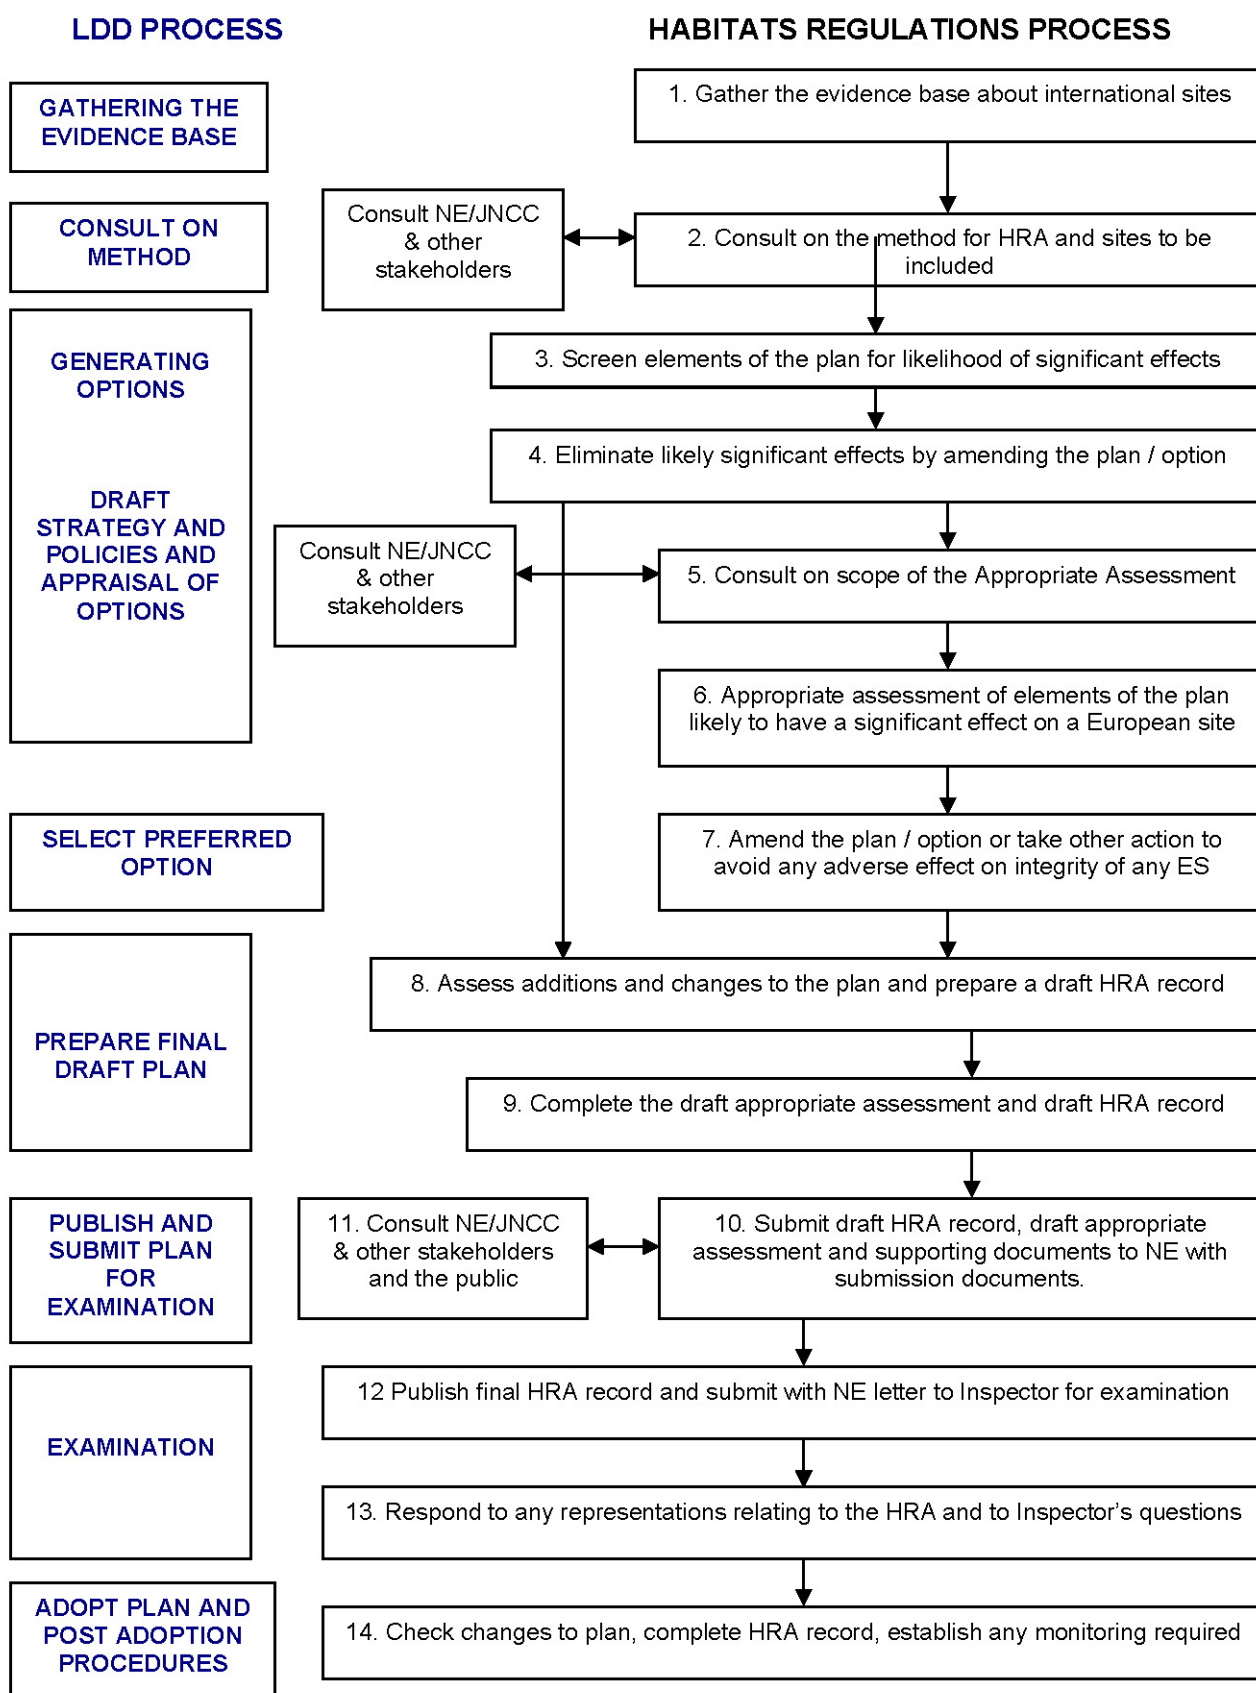 LDD PROCESS
HABITATS REGULATIONS PROCESS
GATHERING THE
EVIDENCE BASE
1. Gather the evidence base about international sites
CONSULT ON
METHOD
Consult NE/JNCC
& other
stakeholders
2. Consult on the method for HRA and sites to be
included
GENERATING
OPTIONS
3. Screen elements of the plan for likelihood of significant effects
4. Eliminate likely significant effects by amending the plan / option
DRAFT
STRATEGY AND
POLICIES AND
APPRAISAL OF
OPTIONS
Consult NE/JNCC
& other
stakeholders
5. Consult on scope of the Appropriate Assessment
6. Appropriate assessment of elements of the plan
likely to have a significant effect on a European site
SELECT PREFERRED
OPTION
7. Amend the plan / option or take other action to
avoid any adverse effect on integrity of any ES
PREPARE FINAL
DRAFT PLAN
8. Assess additions and changes to the plan and prepare a draft HRA record
9. Complete the draft appropriate assessment and draft HRA record
PUBLISH AND
SUBMIT PLAN
FOR
EXAMINATION
11. Consult NE/JNCC
& other stakeholders
and the public
10. Submit draft HRA record, draft appropriate
assessment and supporting documents to NE with
submission documents.
EXAMINATION
12 Publish final HRA record and submit with NE letter to Inspector for examination
13. Respond to any representations relating to the HRA and to Inspector's questions
ADOPT PLAN AND
POST ADOPTION
PROCEDURES
14. Check changes to plan, complete HRA record, establish any monitoring required